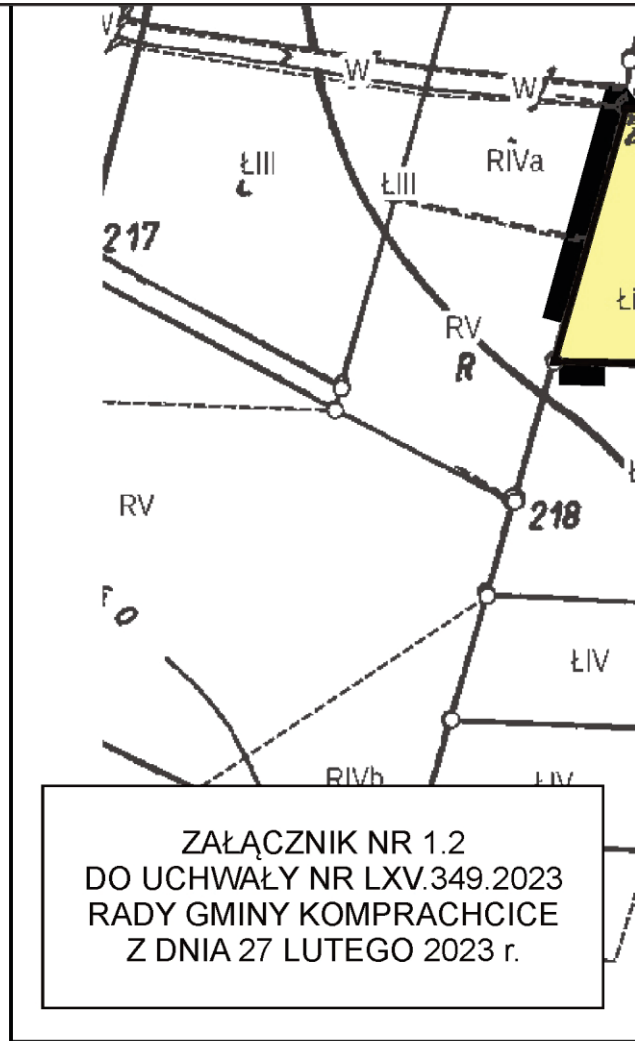 W
W
ŁIII
ŁIII
RIVa
217
RV
R
RV
218
ŁIV
RIVb
ŁIV
ZAŁĄCZNIK NR 1.2
DO UCHWAŁY NR LXV.349.2023
RADY GMINY KOMPRACHCICE
Z DNIA 27 LUTEGO 2023 r.